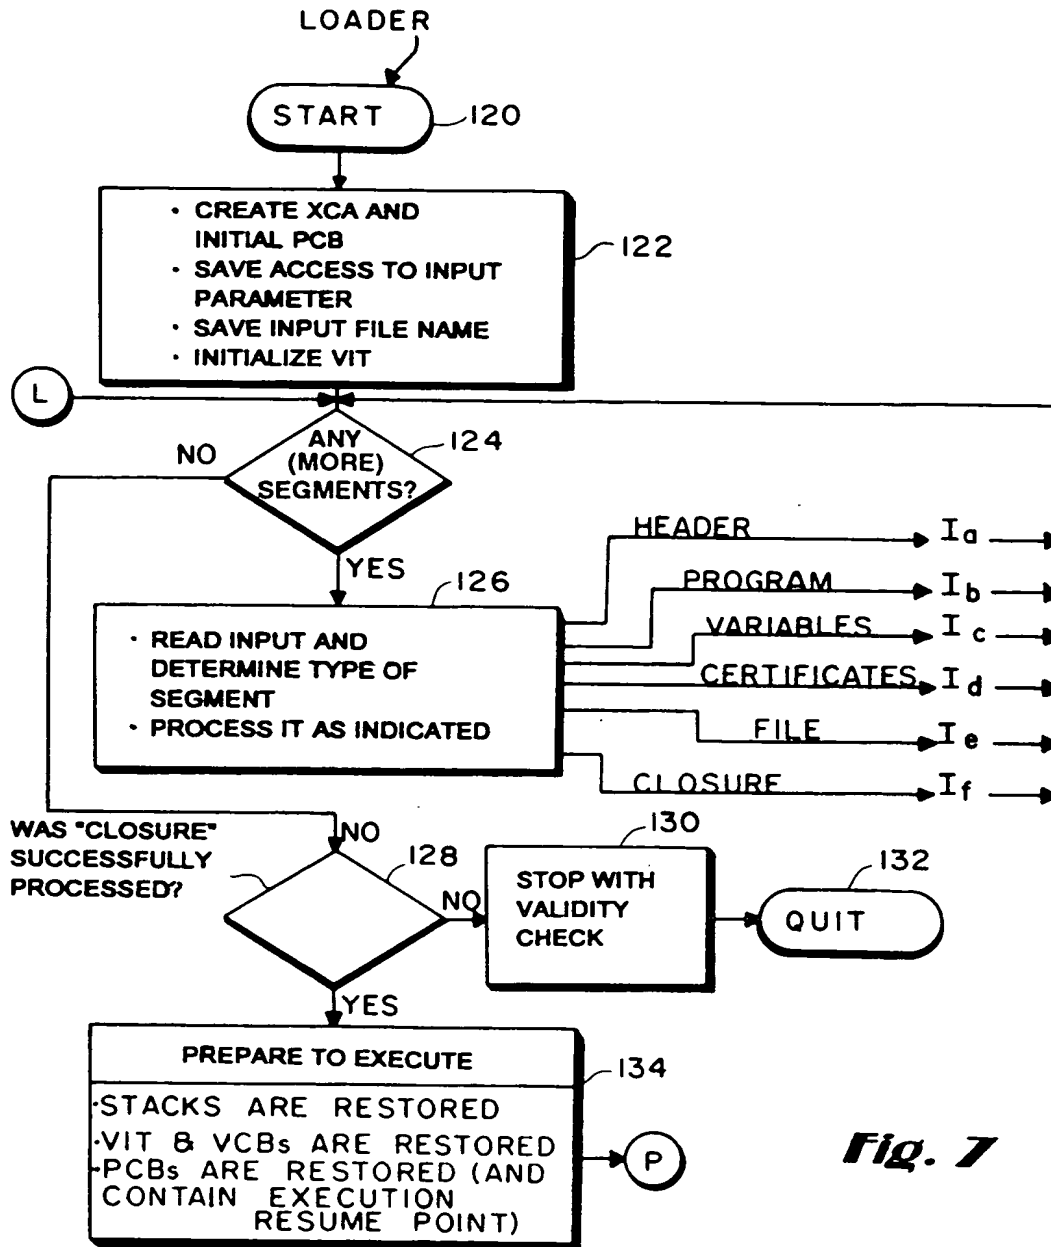 LOADER
START
120
· CREATE XCA AND
INITIAL PCB
· SAVE ACCESS TO INPUT
PARAMETER
· SAVE INPUT FILE NAME
· INITIALIZE VIT
122
L
NO
ANY
(MORE)
SEGMENTS?
124
YES
126
· READ INPUT AND
DETERMINE TYPE OF
SEGMENT
· PROCESS IT AS INDICATED
HEADER
Ia
PROGRAM
Ib
VARIABLES
Ic
CERTIFICATES
Id
FILE
Ie
CLOSURE
If
WAS "CLOSURE"
SUCCESSFULLY
PROCESSED?
NO
128
NO
130
STOP WITH
VALIDITY
CHECK
132
QUIT
YES
PREPARE TO EXECUTE
134
·STACKS ARE RESTORED
·VIT & VCBs ARE RESTORED
·PCBs ARE RESTORED (AND
CONTAIN EXECUTION
RESUME POINT)
P
Fig. 7